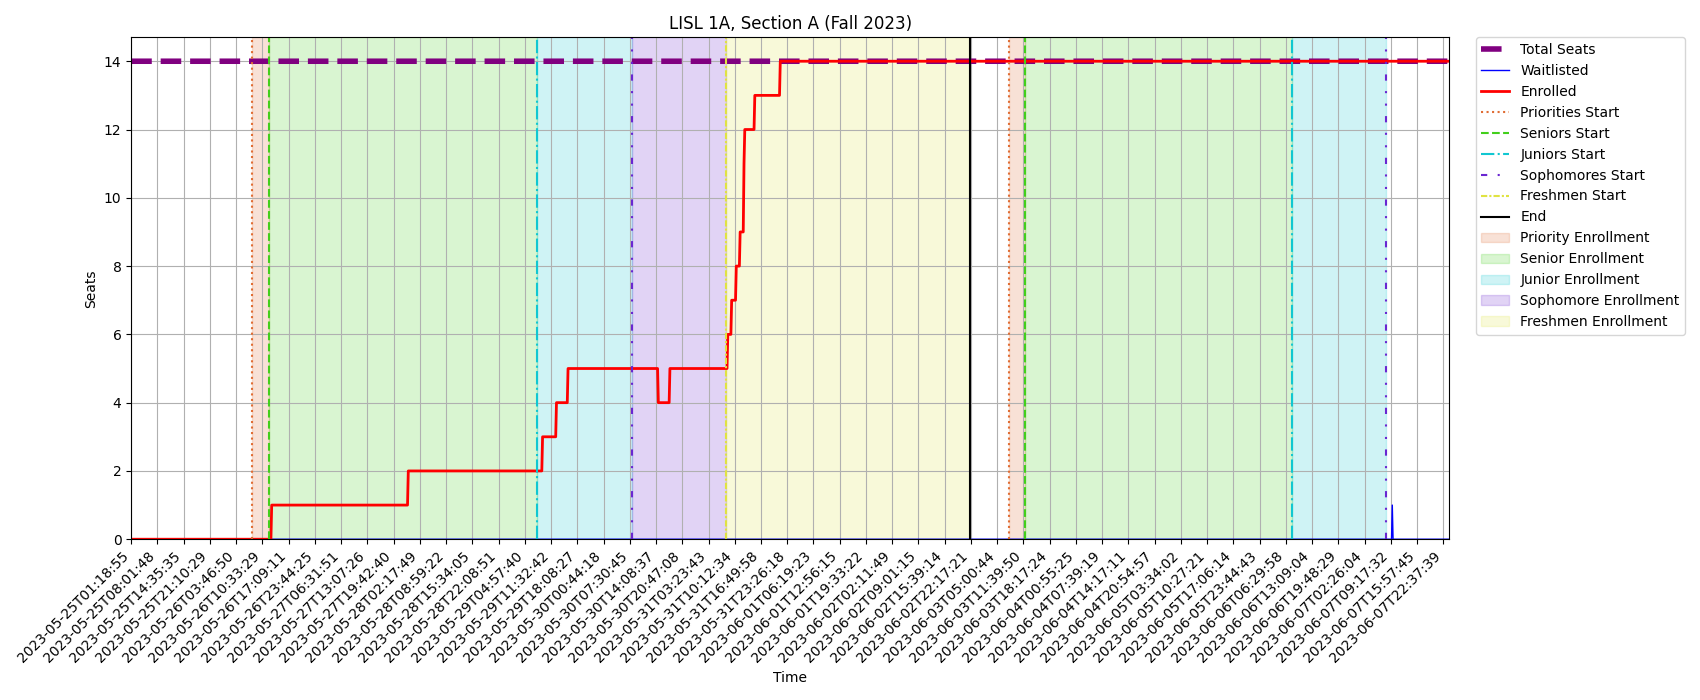 LISL 1A, Section A (Fall 2023)
Seats
14
12
10
8
6
4
2
0
2023-05-25T01:18:55
2023-05-25T08:01:48
2023-05-25T14:35:35
2023-05-25T21:10:29
2023-05-26T03:46:50
2023-05-26T10:33:29
2023-05-26T17:09:11
2023-05-26T23:44:25
2023-05-27T06:31:51
2023-05-27T13:07:26
2023-05-27T19:42:40
2023-05-28T02:17:49
2023-05-28T08:59:22
2023-05-28T15:34:05
2023-05-28T22:08:51
2023-05-29T04:57:40
2023-05-29T11:32:42
2023-05-29T18:08:27
2023-05-30T00:44:18
2023-05-30T07:30:45
2023-05-30T14:08:37
2023-05-30T20:47:08
2023-05-31T03:23:43
2023-05-31T10:12:34
2023-05-31T16:49:58
2023-05-31T23:26:18
2023-06-01T06:19:23
2023-06-01T12:56:15
2023-06-01T19:33:22
2023-06-02T02:11:49
2023-06-02T09:01:15
2023-06-02T15:39:14
2023-06-02T22:17:21
2023-06-03T05:00:44
2023-06-03T11:39:50
2023-06-03T18:17:24
2023-06-04T00:55:25
2023-06-04T07:39:19
2023-06-04T14:17:11
2023-06-04T20:54:57
2023-06-05T03:34:02
2023-06-05T10:27:21
2023-06-05T17:06:14
2023-06-05T23:44:43
2023-06-06T06:29:58
2023-06-06T13:09:04
2023-06-06T19:48:29
2023-06-07T02:26:04
2023-06-07T09:17:32
2023-06-07T15:57:45
2023-06-07T22:37:39
Time
Total Seats
Waitlisted
Enrolled
Priorities Start
Seniors Start
Juniors Start
Sophomores Start
Freshmen Start
End
Priority Enrollment
Senior Enrollment
Junior Enrollment
Sophomore Enrollment
Freshmen Enrollment